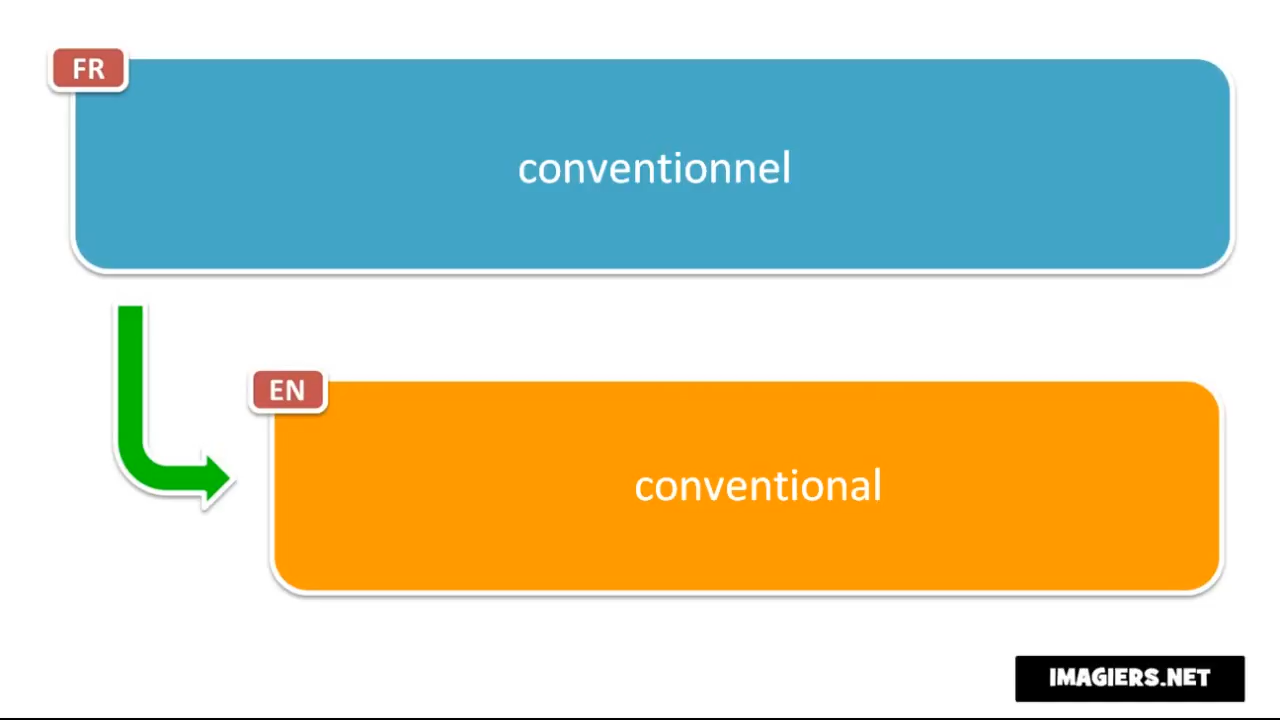 FR
conventionnel
EN
conventional
IMAGIERS.NET